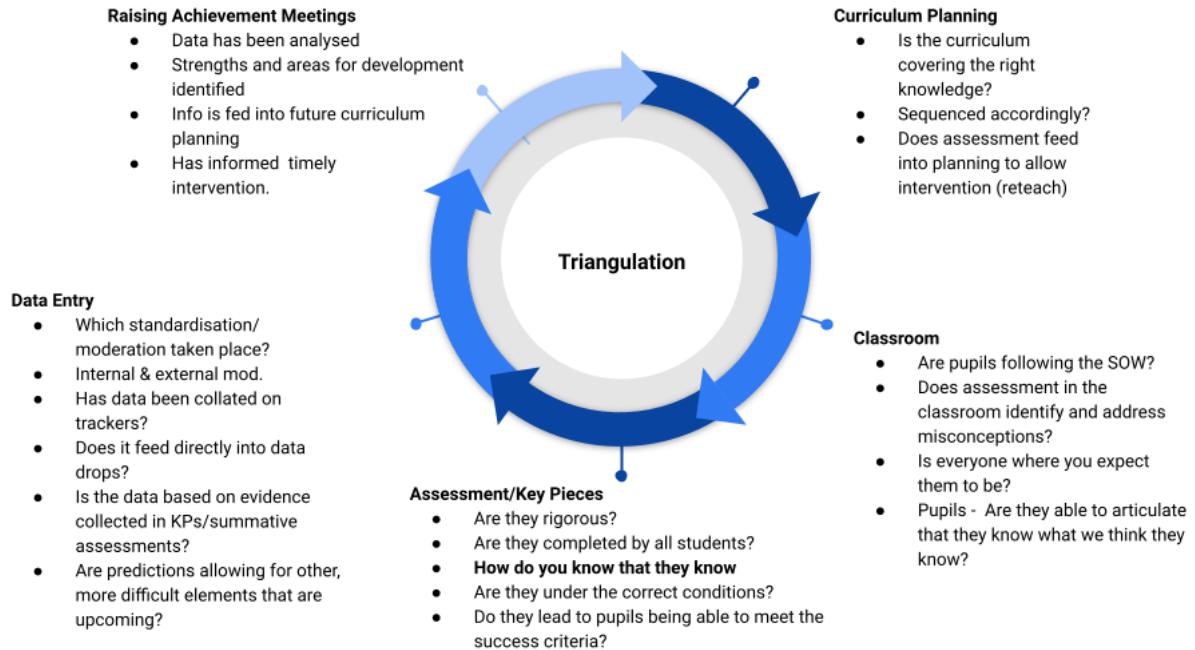 Raising Achievement Meetings
● Data has been analysed
● Strengths and areas for development
identified
● Info is fed into future curriculum
planning
● Has informed  timely
intervention.
Curriculum Planning
● Is the curriculum
covering the right
knowledge?
● Sequenced accordingly?
● Does assessment feed
into planning to allow
intervention (reteach)
Triangulation
Data Entry
● Which standardisation/
moderation taken place?
● Internal & external mod.
● Has data been collated on
trackers?
● Does it feed directly into data
drops?
● Is the data based on evidence
collected in KPs/summative
assessments?
● Are predictions allowing for other,
more difficult elements that are
upcoming?
Classroom
● Are pupils following the SOW?
● Does assessment in the
classroom identify and address
misconceptions?
● Is everyone where you expect
them to be?
● Pupils -  Are they able to articulate
that they know what we think they
know?
Assessment/Key Pieces
● Are they rigorous?
● Are they completed by all students?
● How do you know that they know
● Are they under the correct conditions?
● Do they lead to pupils being able to meet the
success criteria?